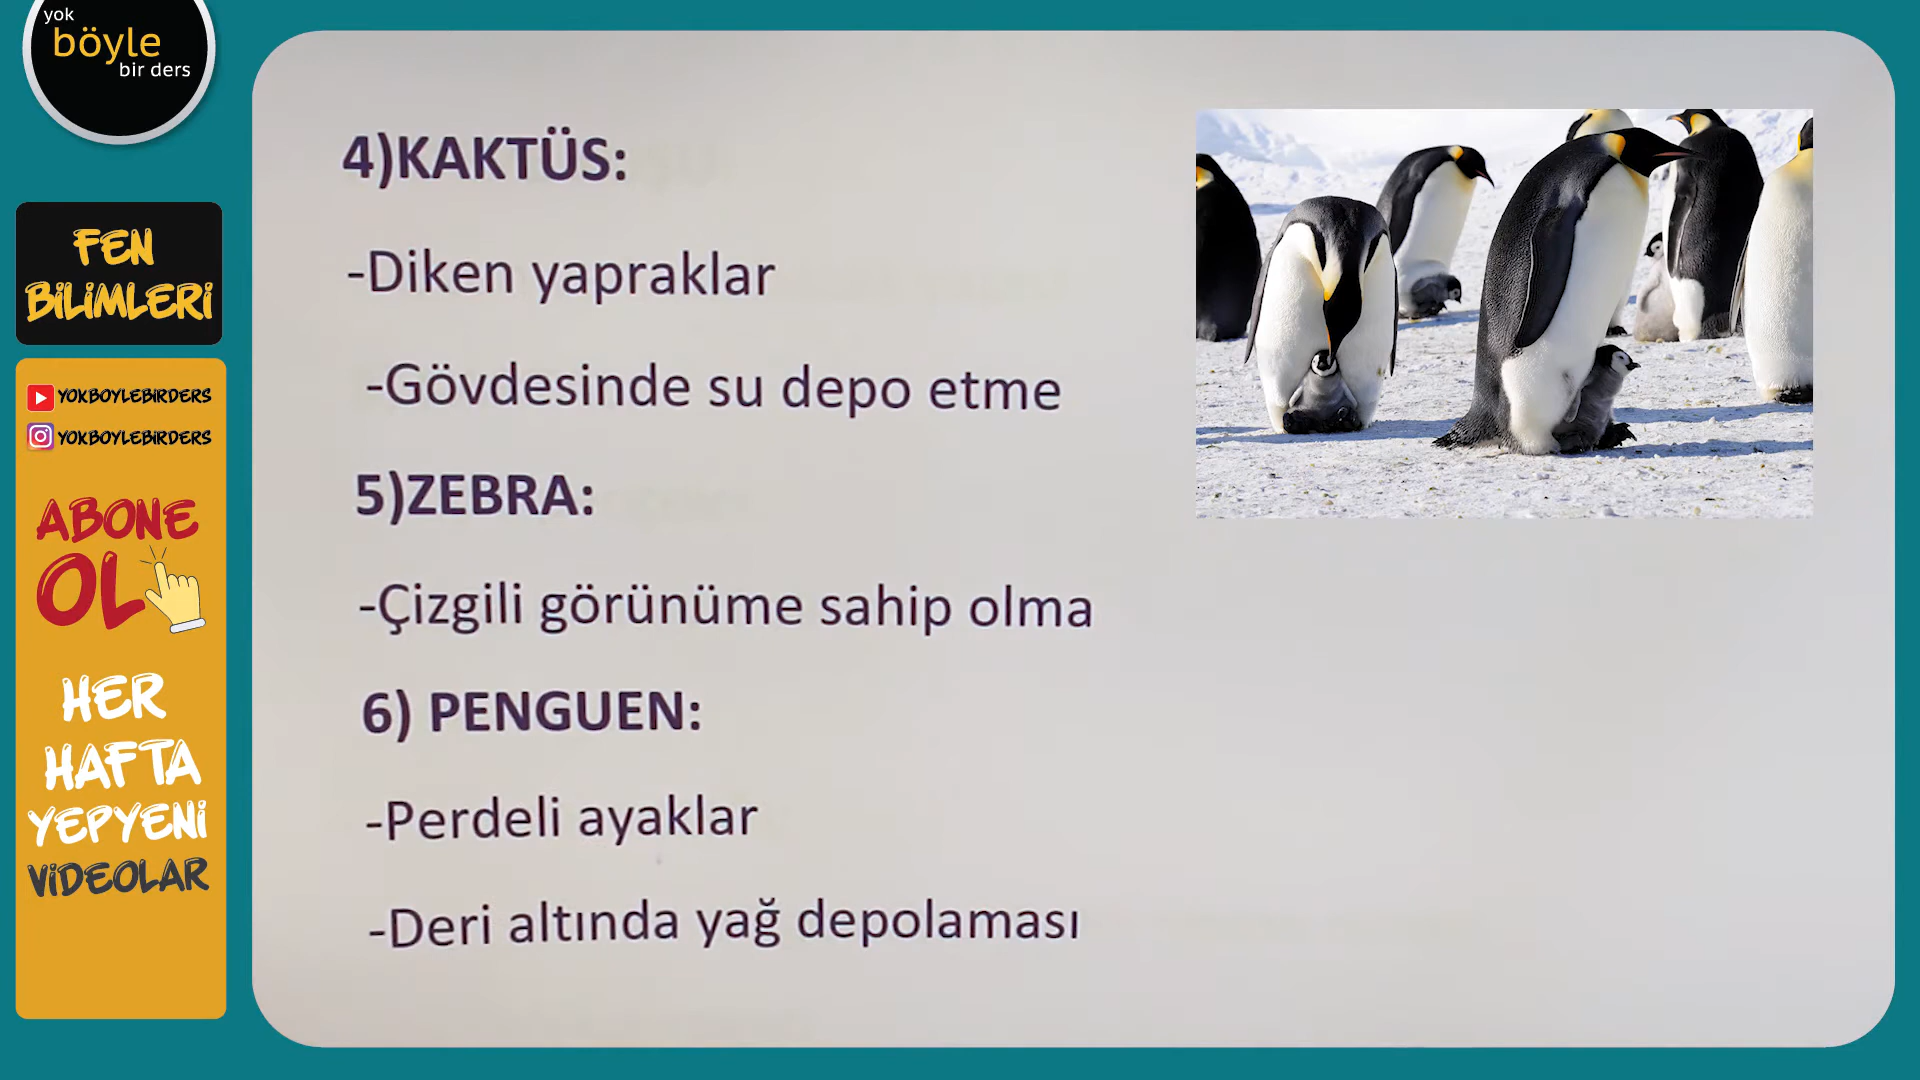 yok
böyle
bir ders
FEN
BİLİMLERİ
YOKBOYLEBIRDERS
YOKBOYLEBIRDERS
ABONE
OL
HER
HAFTA
YEPYENİ
VİDEOLAR
4)KAKTÜS:
-Diken yapraklar
-Gövdesinde su depo etme
5)ZEBRA:
-Çizgili görünüme sahip olma
6) PENGUEN:
-Perdeli ayaklar
-Deri altında yağ depolaması